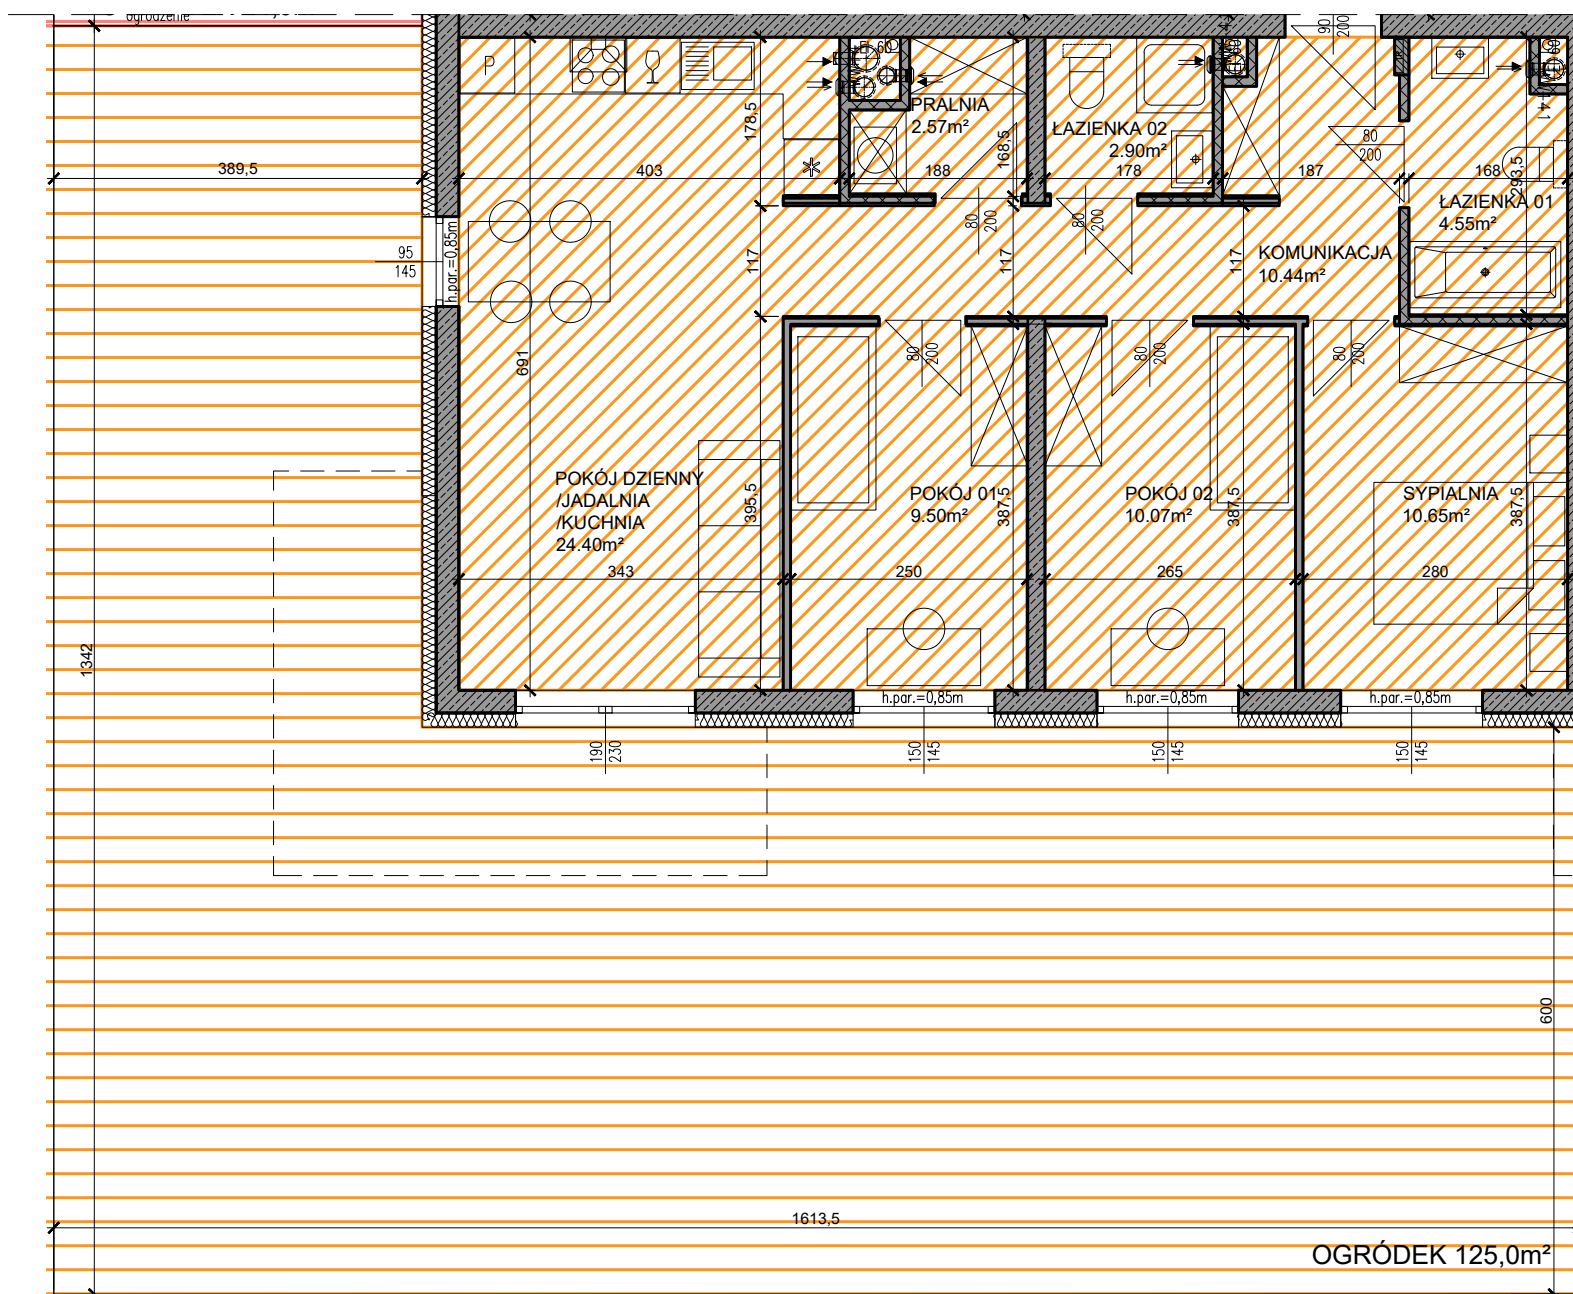 ogrodzenie
90
200
P
E 60
PRALNIA
2.57m²
ŁAZIENKA 02
2.90m²
80
200
178,5
168,5
293,5
389,5
403
188
178
187
168
ŁAZIENKA 01
4.55m²
95
145
h.par.=0,85m
80
200
80
200
117
117
117
KOMUNIKACJA
10.44m²
691
80
200
80
200
80
200
POKÓJ DZIENNY
/JADALNIA
/KUCHNIA
24.40m²
395,5
POKÓJ 01
9.50m²
387,5
POKÓJ 02
10.07m²
387,5
SYPIALNIA
10.65m²
387,5
343
250
265
280
1342
h.par.=0,85m
h.par.=0,85m
h.par.=0,85m
190
230
150
145
150
145
150
145
600
1613,5
OGRÓDEK 125,0m²